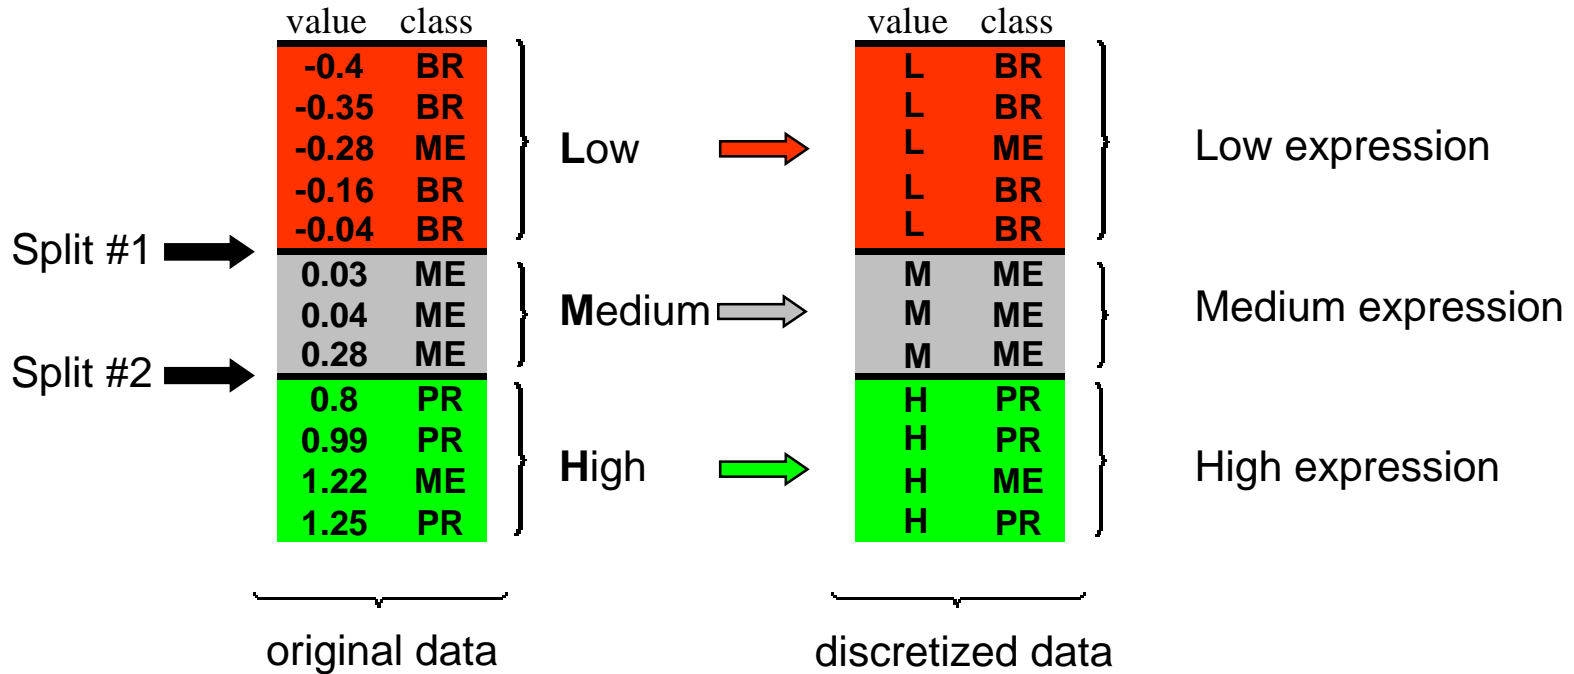 value class value class
-0.4 BR L BR
-0.35 BR L BR
-0.28 ME Low L ME Low expression
-0.16 BR L BR
-0.04 BR L BR
Split #1
0.03 ME M ME
0.04 ME Medium M ME Medium expression
0.28 ME M ME
Split #2
0.8 PR H PR
0.99 PR H PR
1.22 ME High H ME High expression
1.25 PR H PR
original data discretized data